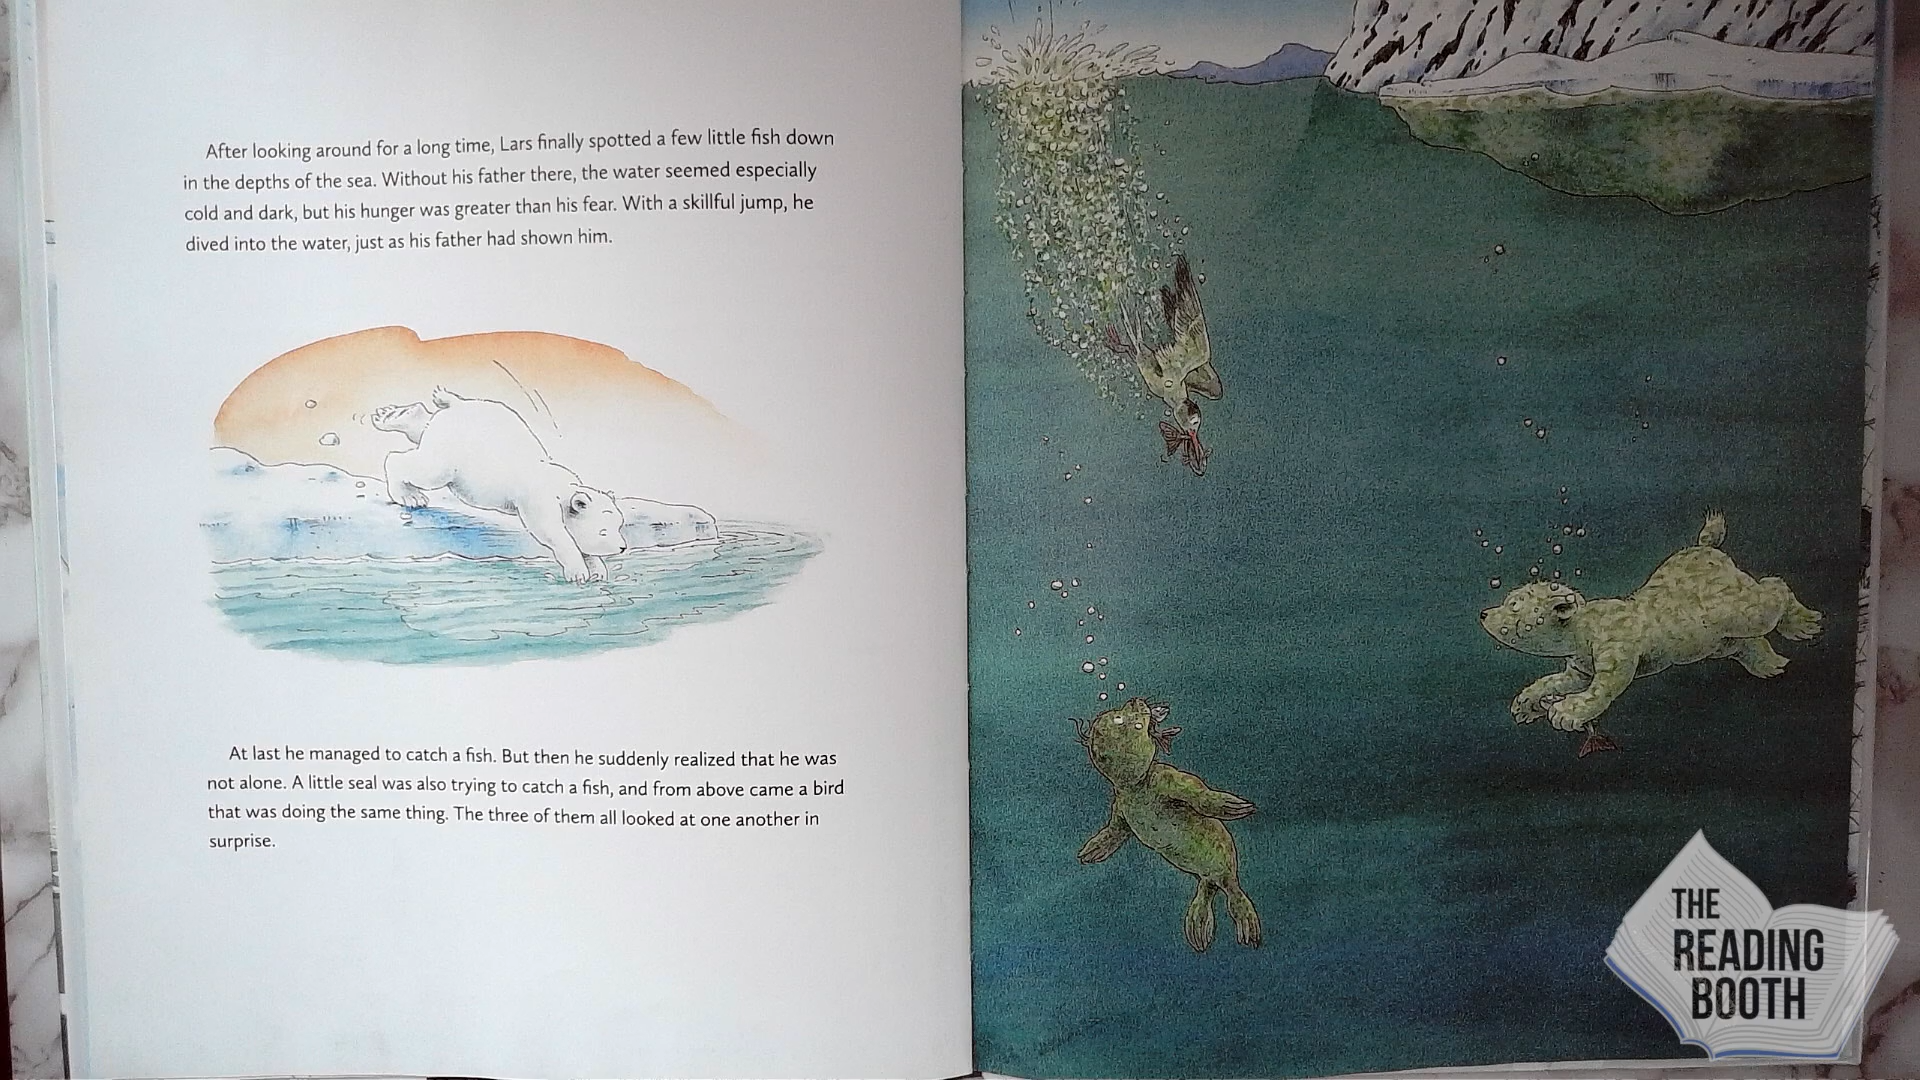 After looking around for a long time, Lars finally spotted a few little fish down
in the depths of the sea. Without his father there, the water seemed especially
cold and dark, but his hunger was greater than his fear. With a skillful jump, he
dived into the water, just as his father had shown him.
At last he managed to catch a fish. But then he suddenly realized that he was
not alone. A little seal was also trying to catch a fish, and from above came a bird
that was doing the same thing. The three of them all looked at one another in
surprise.
THE
READING
BOOTH